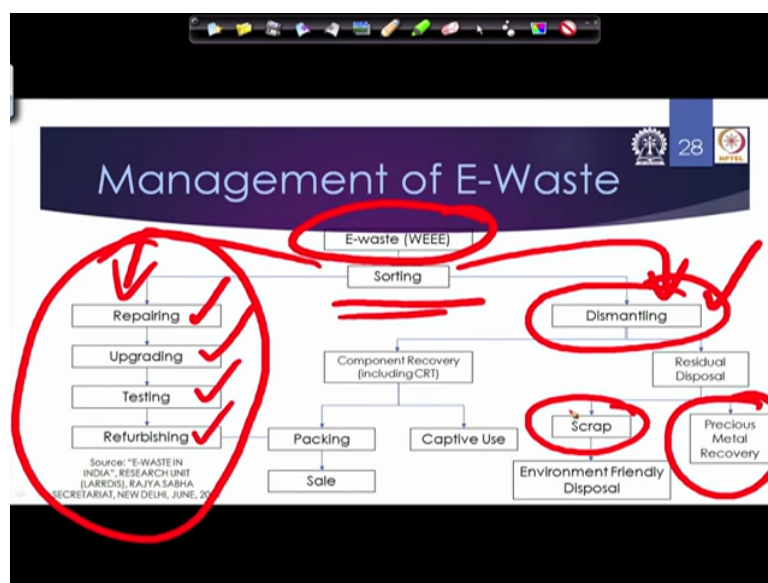 28
NPTEL
Management of E-Waste
E-waste (WEEE)
Sorting
Repairing
Dismantling
Upgrading
Component Recovery
(including CRT)
Residual
Disposal
Testing
Refurbishing
Packing
Captive Use
Scrap
Precious
Metal
Recovery
Source: "E-WASTE IN
INDIA", RESEARCH UNIT
(LARRDIS), RAJYA SABHA
SECRETARIAT, NEW DELHI, JUNE,
Sale
Environment Friendly
Disposal